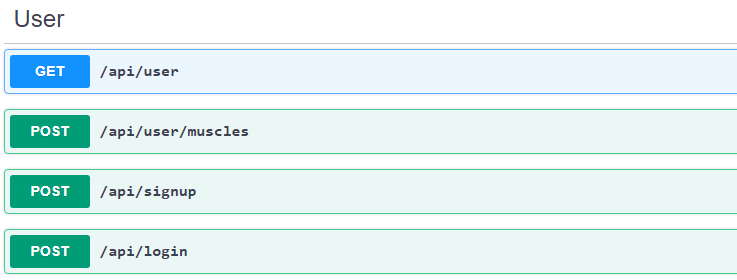 User
GET /api/user
POST /api/user/muscles
POST /api/signup
POST /api/login